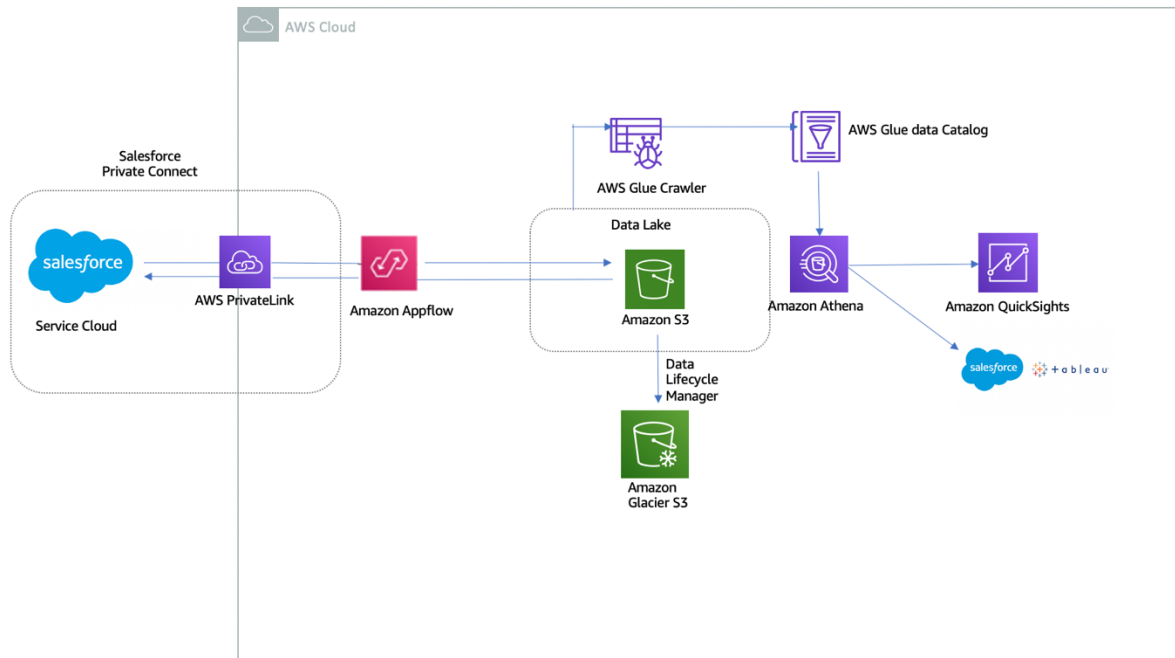 AWS Cloud
Salesforce
Private Connect
salesforce
Service Cloud
AWS PrivateLink
Amazon Appflow
AWS Glue Crawler
AWS Glue data Catalog
Data Lake
Amazon S3
Data
Lifecycle
Manager
Amazon
Glacier S3
Amazon Athena
Amazon QuickSights
salesforce
+ableau